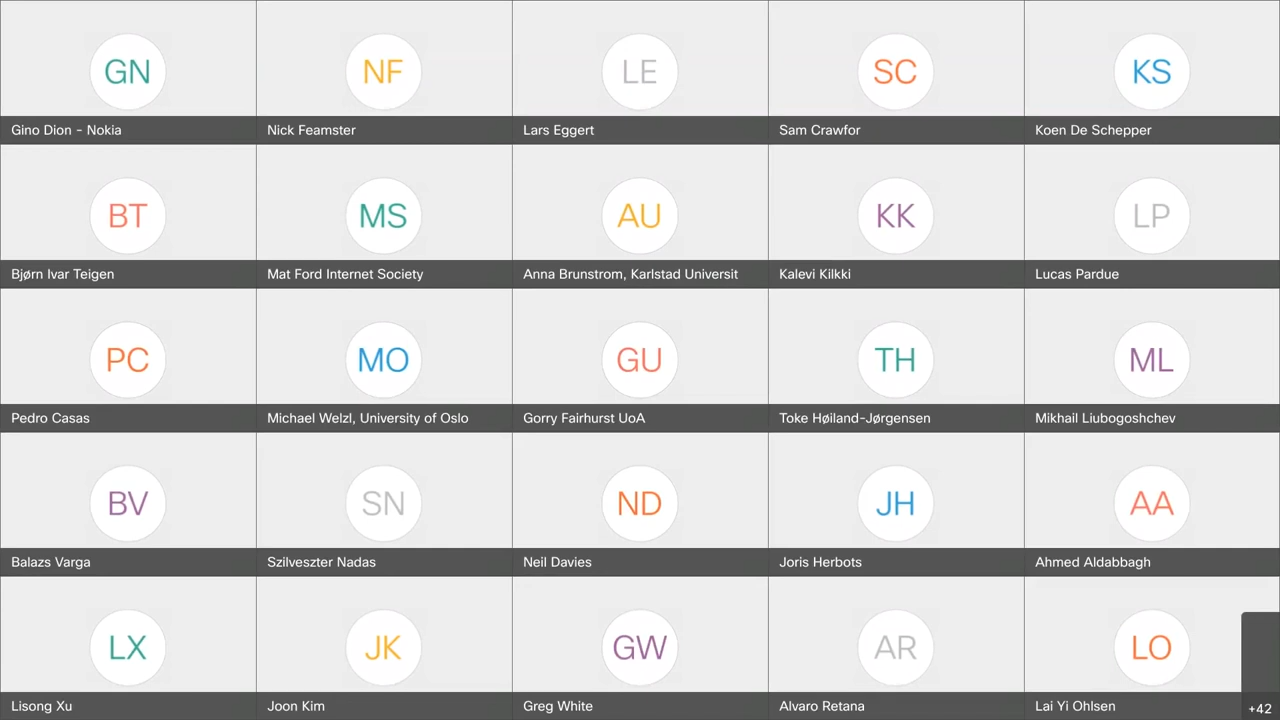 GN NF LE SC KS
Gino Dion - Nokia Nick Feamster Lars Eggert Sam Crawfor Koen De Schepper
BT MS AU KK LP
Bjørn Ivar Teigen Mat Ford Internet Society Anna Brunstrom, Karlstad Universit Kalevi Kilkki Lucas Pardue
PC MO GU TH ML
Pedro Casas Michael Welzl, University of Oslo Gorry Fairhurst UoA Toke Høiland-Jørgensen Mikhail Liubogoshchev
BV SN ND JH AA
Balazs Varga Szilveszter Nadas Neil Davies Joris Herbots Ahmed Aldabbagh
LX JK GW AR LO
Lisong Xu Joon Kim Greg White Alvaro Retana Lai Yi Ohlsen +42